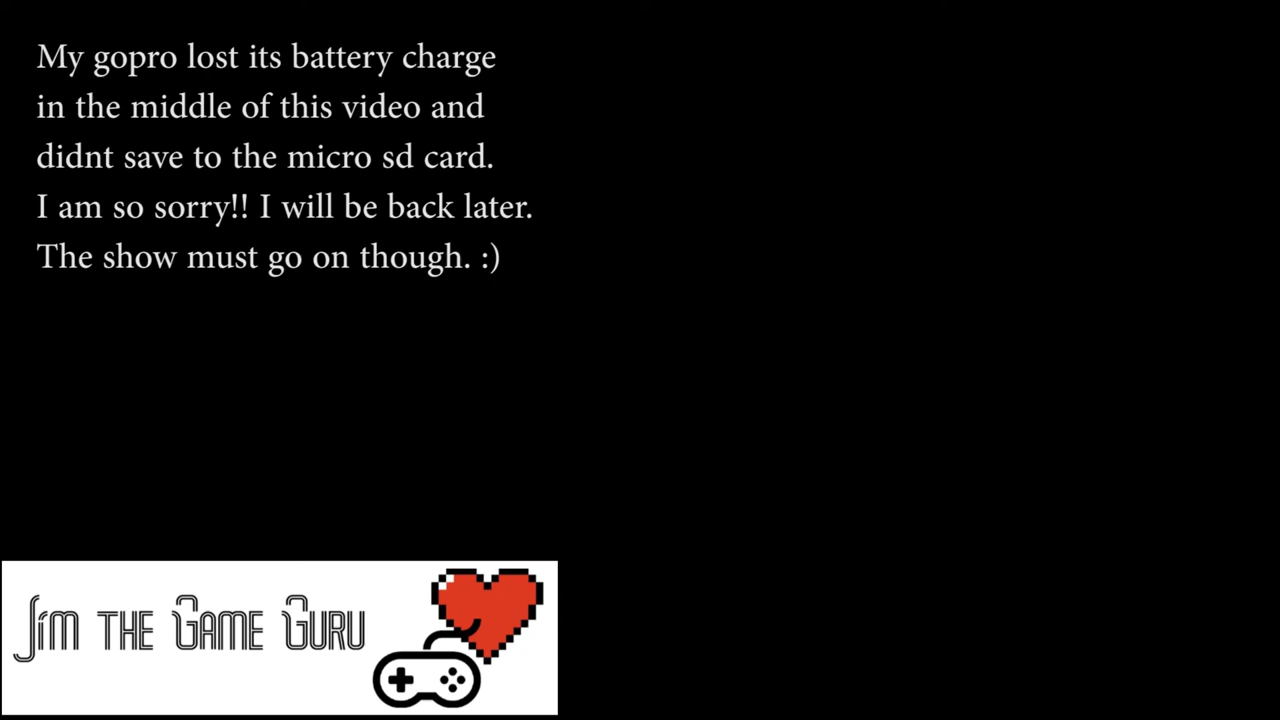 My gopro lost its battery charge
in the middle of this video and
didnt save to the micro sd card.
I am so sorry!! I will be back later.
The show must go on though. :)
Jim the Game Guru